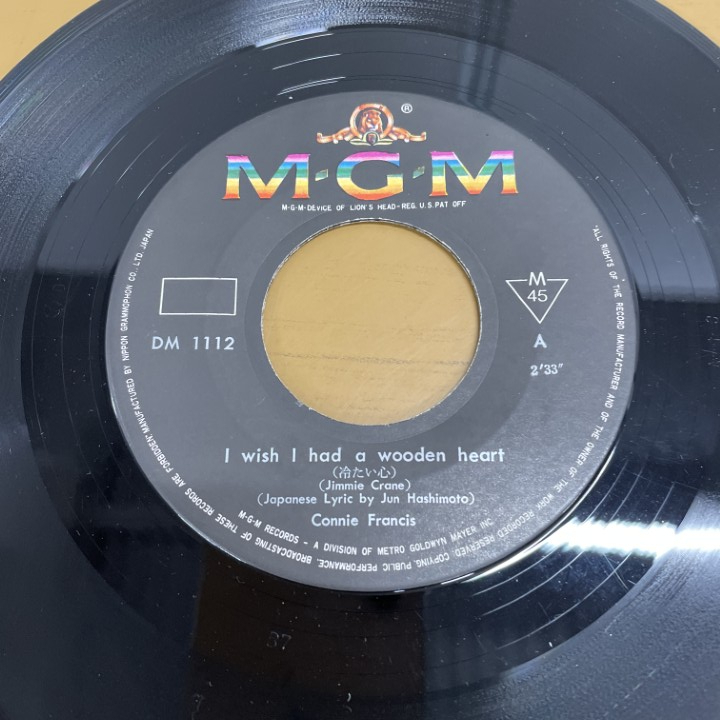 ®
M-G-M
M-G-M-DEVICE OF LION'S HEAD-REG. U.S. PAT OFF
DM 1112
M
45
A
2'33"
I wish I had a wooden heart
(冷たい心)
(Jimmie Crane)
(Japanese Lyric by Jun Hashimoto)
Connie Francis
M-G-M RECORDS - A DIVISION OF METRO GOLDWYN MAYER INC
"ALL RIGHTS OF THE RECORD MANUFACTURER AND OF THE OWNER OF THE WORK RECORDED RESERVED. COPYING, PUBLIC PERFORMANCE, BROADCASTING OF THESE RECORDS ARE FORBIDDEN" MANUFACTURED BY NIPPON GRAMMOPHON CO., LTD. JAPAN
37